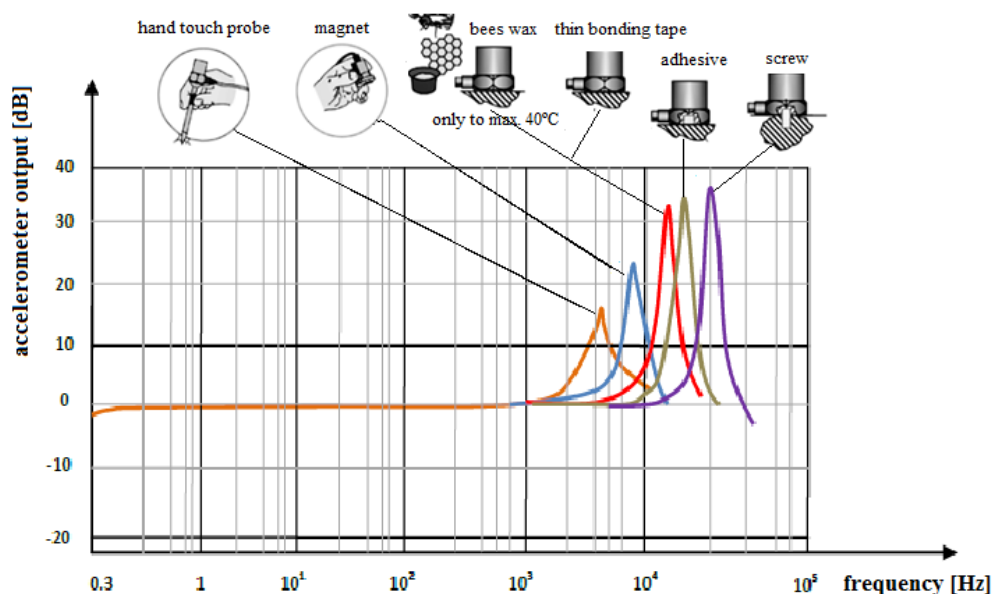 hand touch probe
magnet
bees wax
thin bonding tape
adhesive
screw
only to max. 40°C
accelerometer output [dB]
40
30
20
10
0
-10
-20
0.3
1
10¹
10²
10³
10⁴
10⁵
frequency [Hz]